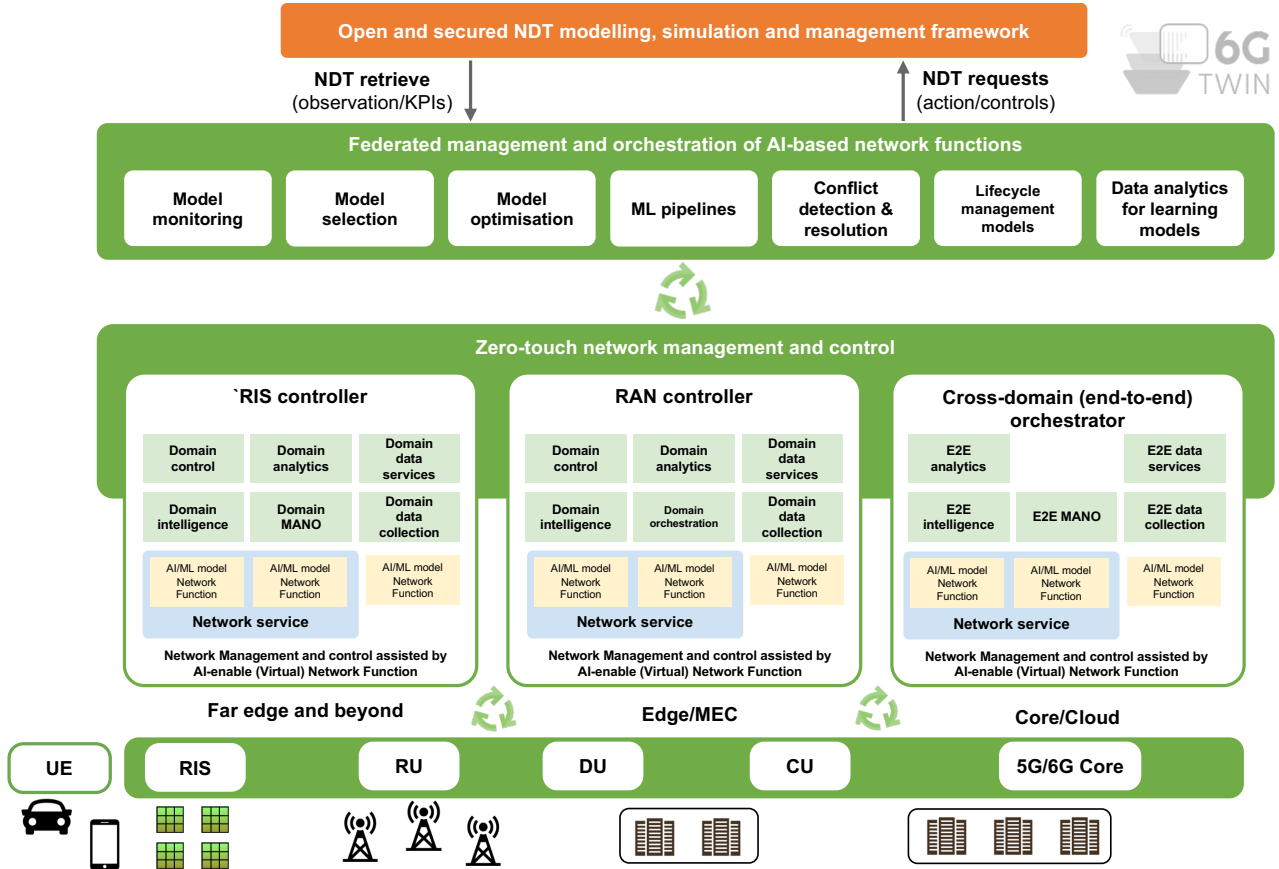 Open and secured NDT modelling, simulation and management framework
6G
TWIN
NDT retrieve
(observation/KPIs)
NDT requests
(action/controls)
Federated management and orchestration of AI-based network functions
Model
monitoring
Model
selection
Model
optimisation
ML pipelines
Conflict
detection &
resolution
Lifecycle
management
models
Data analytics
for learning
models
Zero-touch network management and control
`RIS controller
Domain
control
Domain
analytics
Domain
data
services
Domain
intelligence
Domain
MANO
Domain
data
collection
AI/ML model
Network
Function
AI/ML model
Network
Function
AI/ML model
Network
Function
Network service
Network Management and control assisted by
AI-enable (Virtual) Network Function
RAN controller
Domain
control
Domain
analytics
Domain
data
services
Domain
intelligence
Domain
orchestration
Domain
data
collection
AI/ML model
Network
Function
AI/ML model
Network
Function
AI/ML model
Network
Function
Network service
Network Management and control assisted by
AI-enable (Virtual) Network Function
Cross-domain (end-to-end)
orchestrator
E2E
analytics
E2E data
services
E2E
intelligence
E2E MANO
E2E data
collection
AI/ML model
Network
Function
AI/ML model
Network
Function
AI/ML model
Network
Function
Network service
Network Management and control assisted by
AI-enable (Virtual) Network Function
Far edge and beyond
Edge/MEC
Core/Cloud
UE
RIS
RU
DU
CU
5G/6G Core